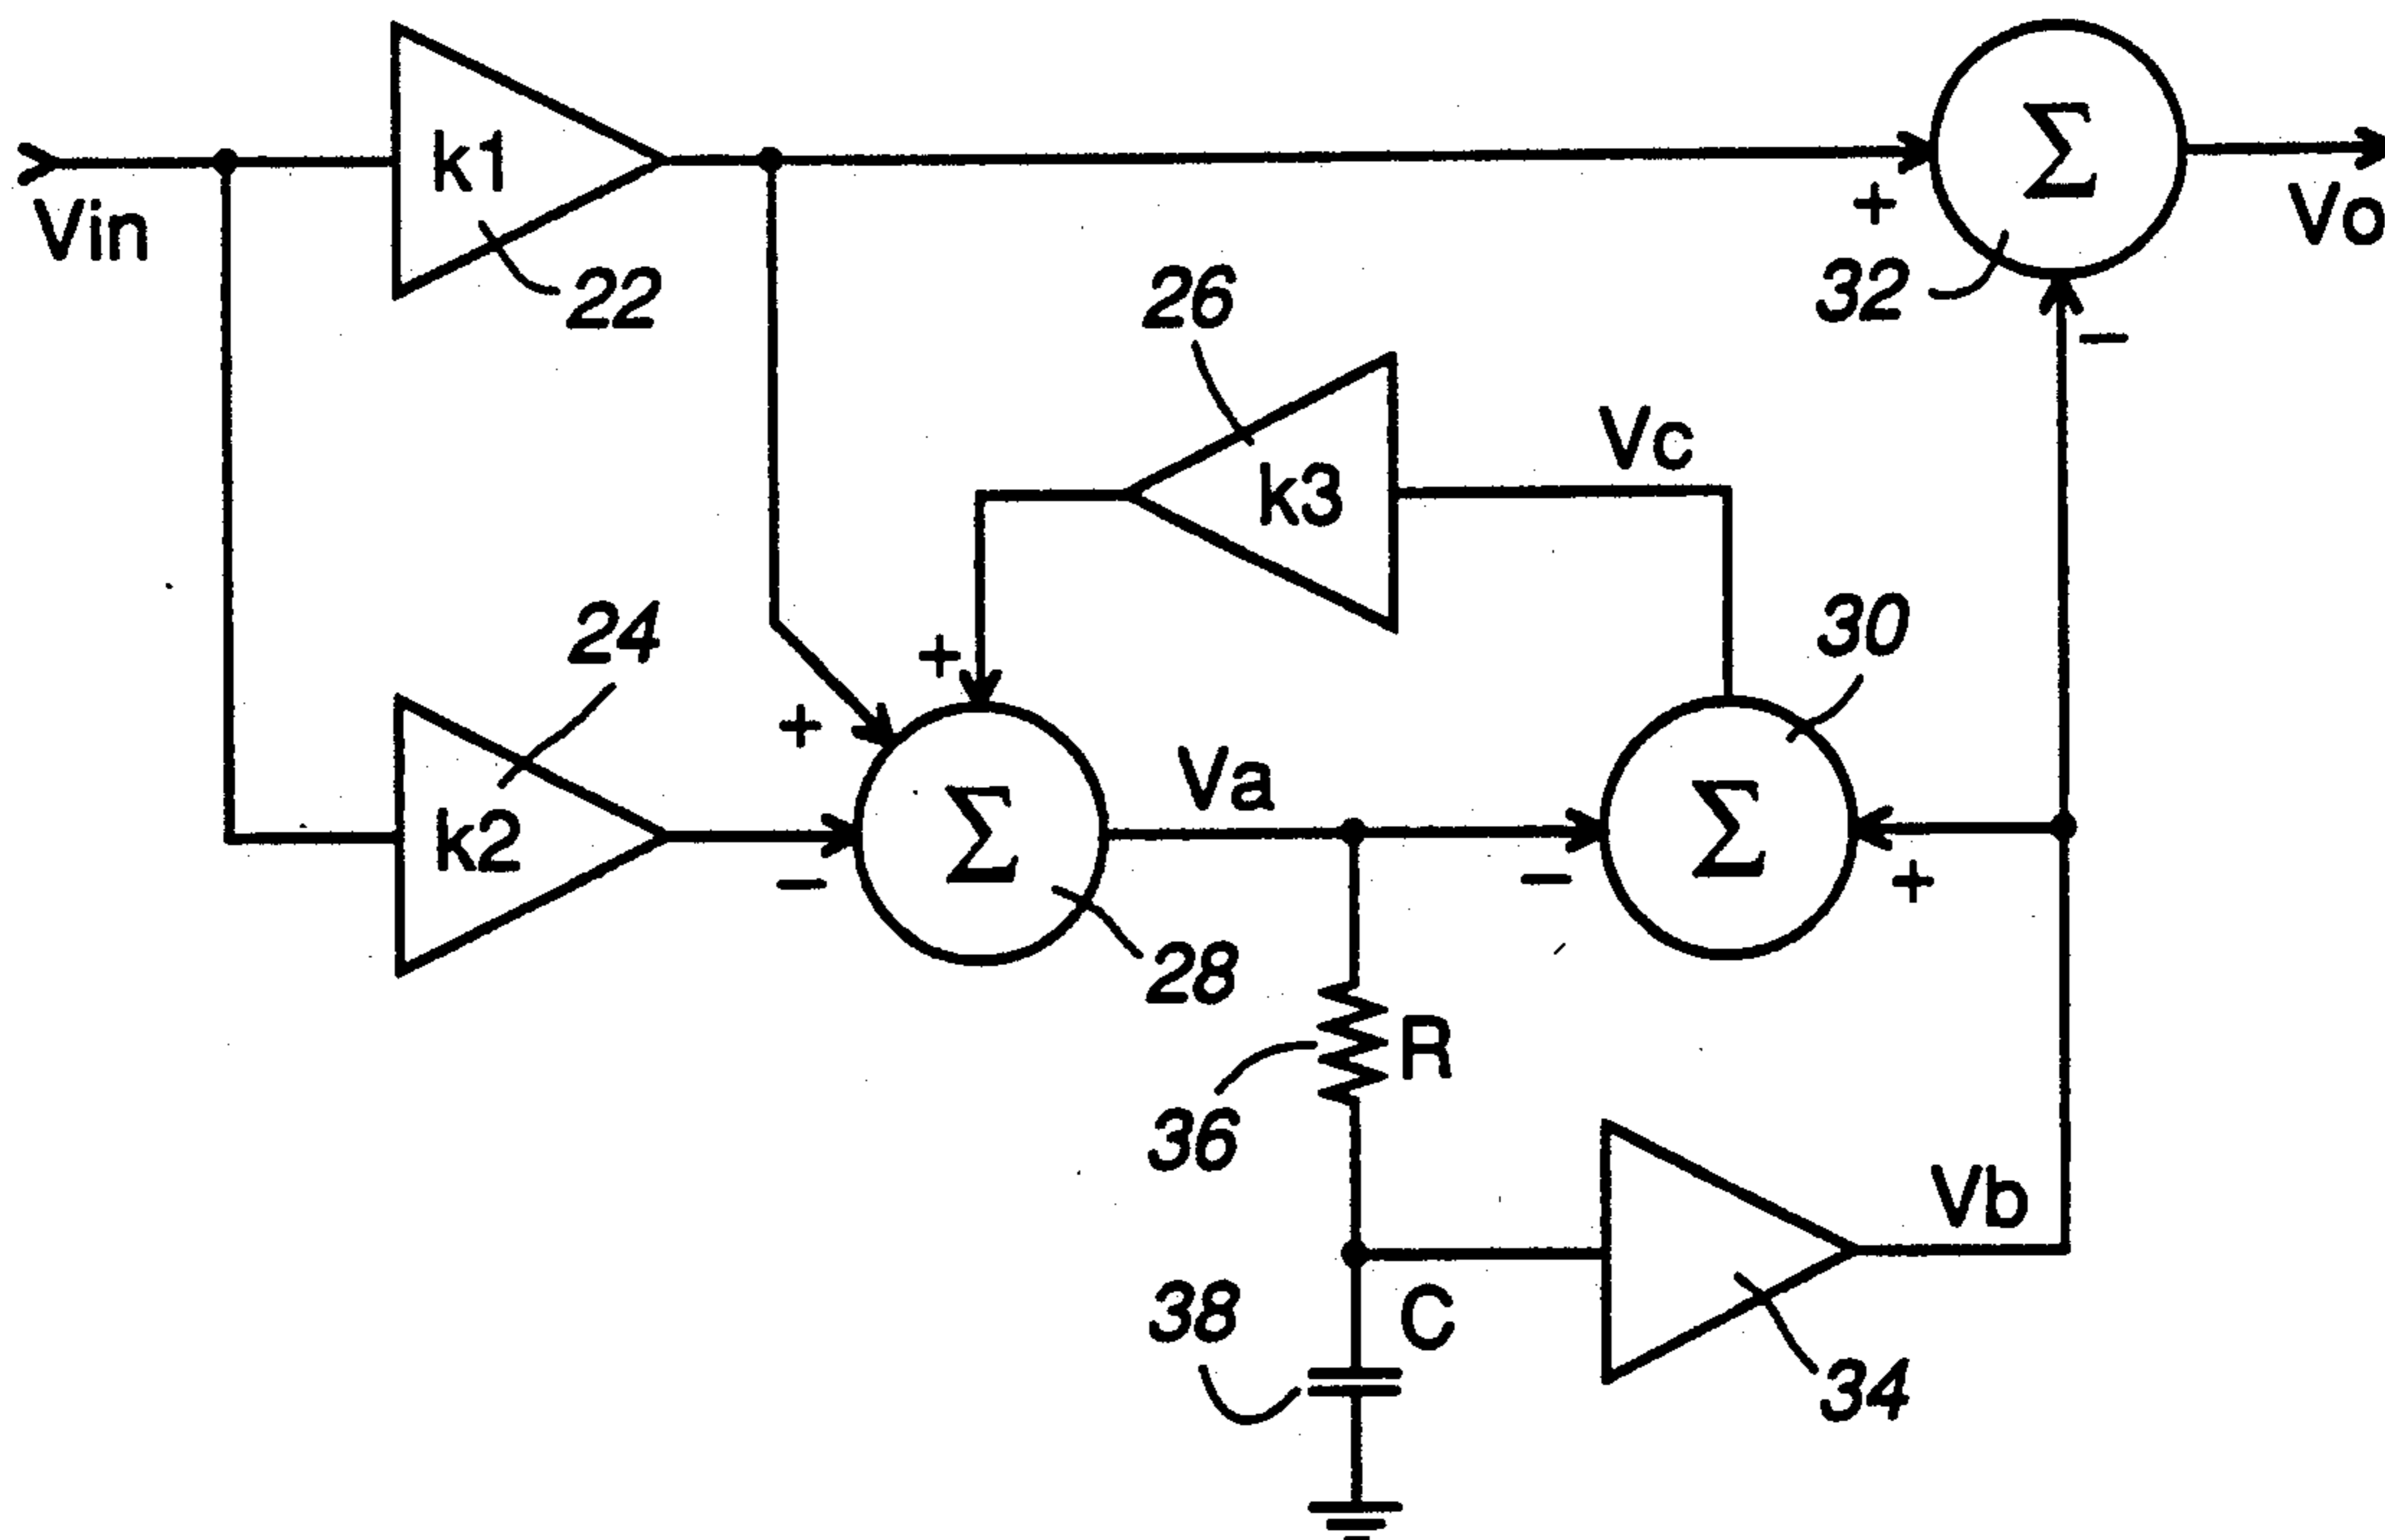 k1
Σ
Vin
+
Vo
22
26
32
−
Vc
k3
24
30
+
+
Va
k2
Σ
Σ
−
−
+
28
R
36
Vb
38
C
34